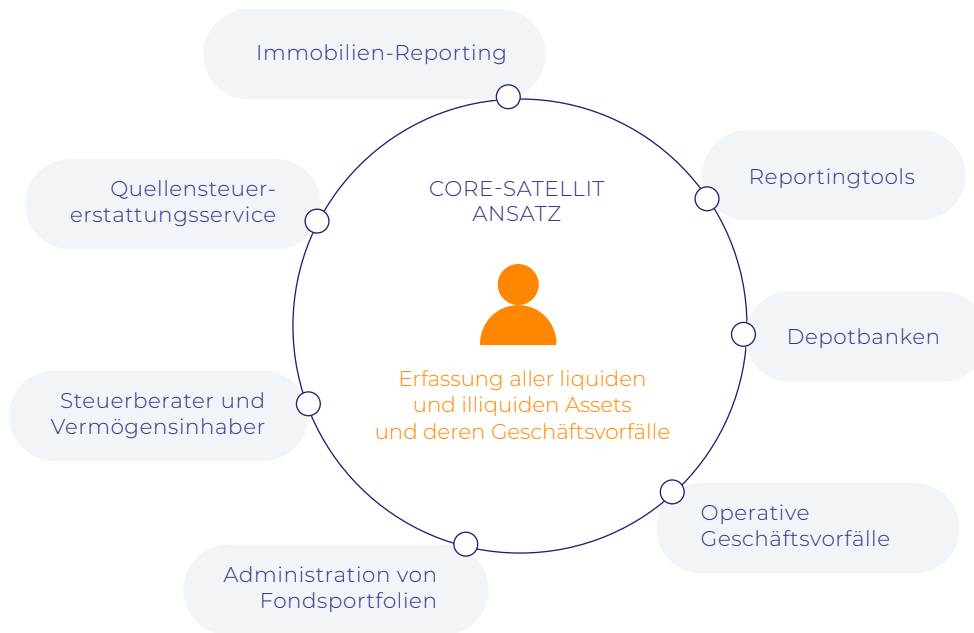 Immobilien-Reporting
Quellensteuer-
erstattungsservice
CORE-SATELLIT
ANSATZ
Reportingtools
Depotbanken
Erfassung aller liquiden
und illiquiden Assets
und deren Geschäftsvorfälle
Steuerberater und
Vermögensinhaber
Operative
Geschäftsvorfälle
Administration von
Fondsportfolien